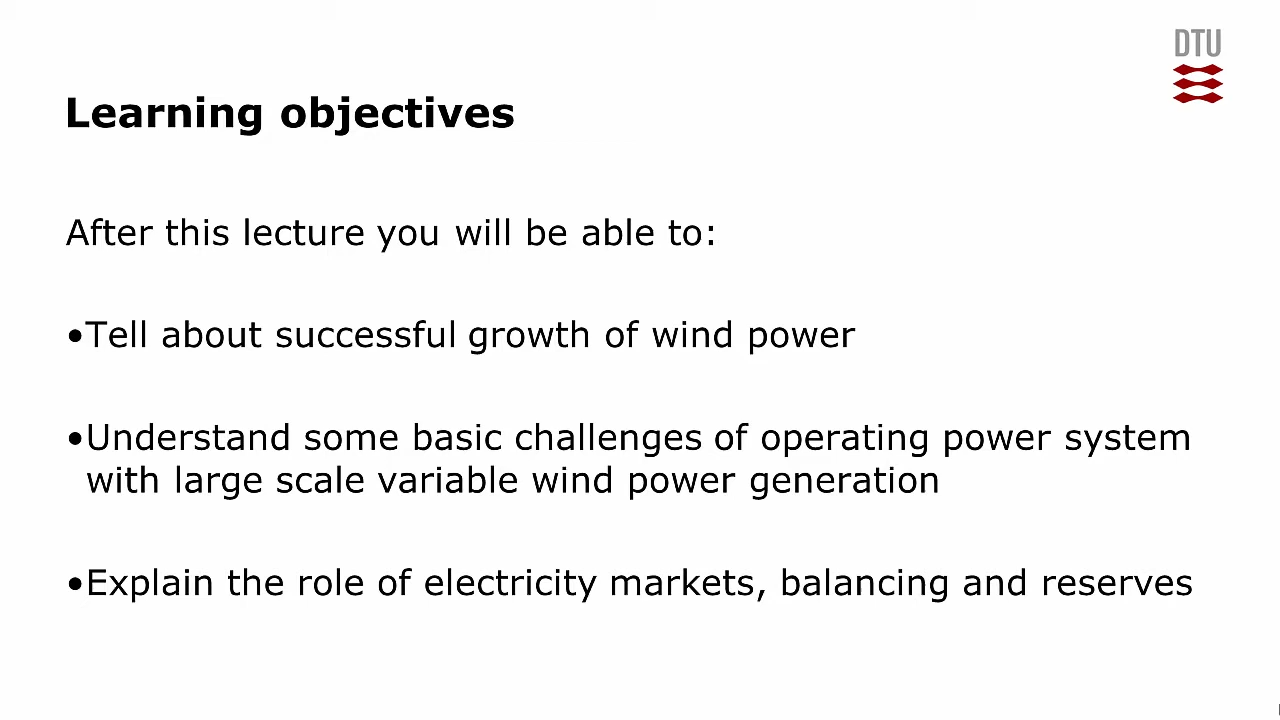 DTU
Learning objectives
After this lecture you will be able to:
•Tell about successful growth of wind power
•Understand some basic challenges of operating power system
with large scale variable wind power generation
•Explain the role of electricity markets, balancing and reserves